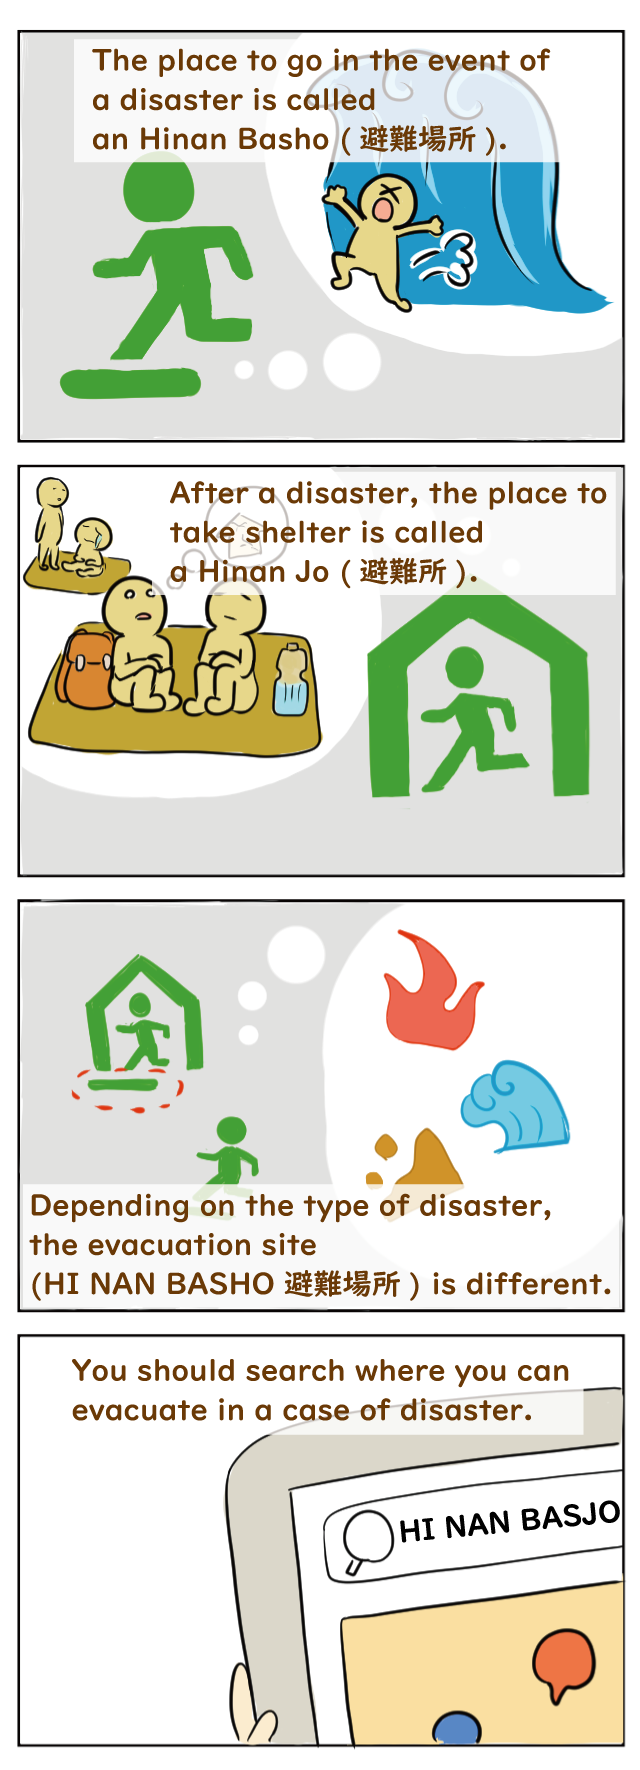 The place to go in the event of
a disaster is called
an Hinan Basho ( 避難場所 ).
After a disaster, the place to
take shelter is called
a Hinan Jo ( 避難所 ).
Depending on the type of disaster,
the evacuation site
(HI NAN BASHO 避難場所 ) is different.
You should search where you can
evacuate in a case of disaster.
HI NAN BASJO